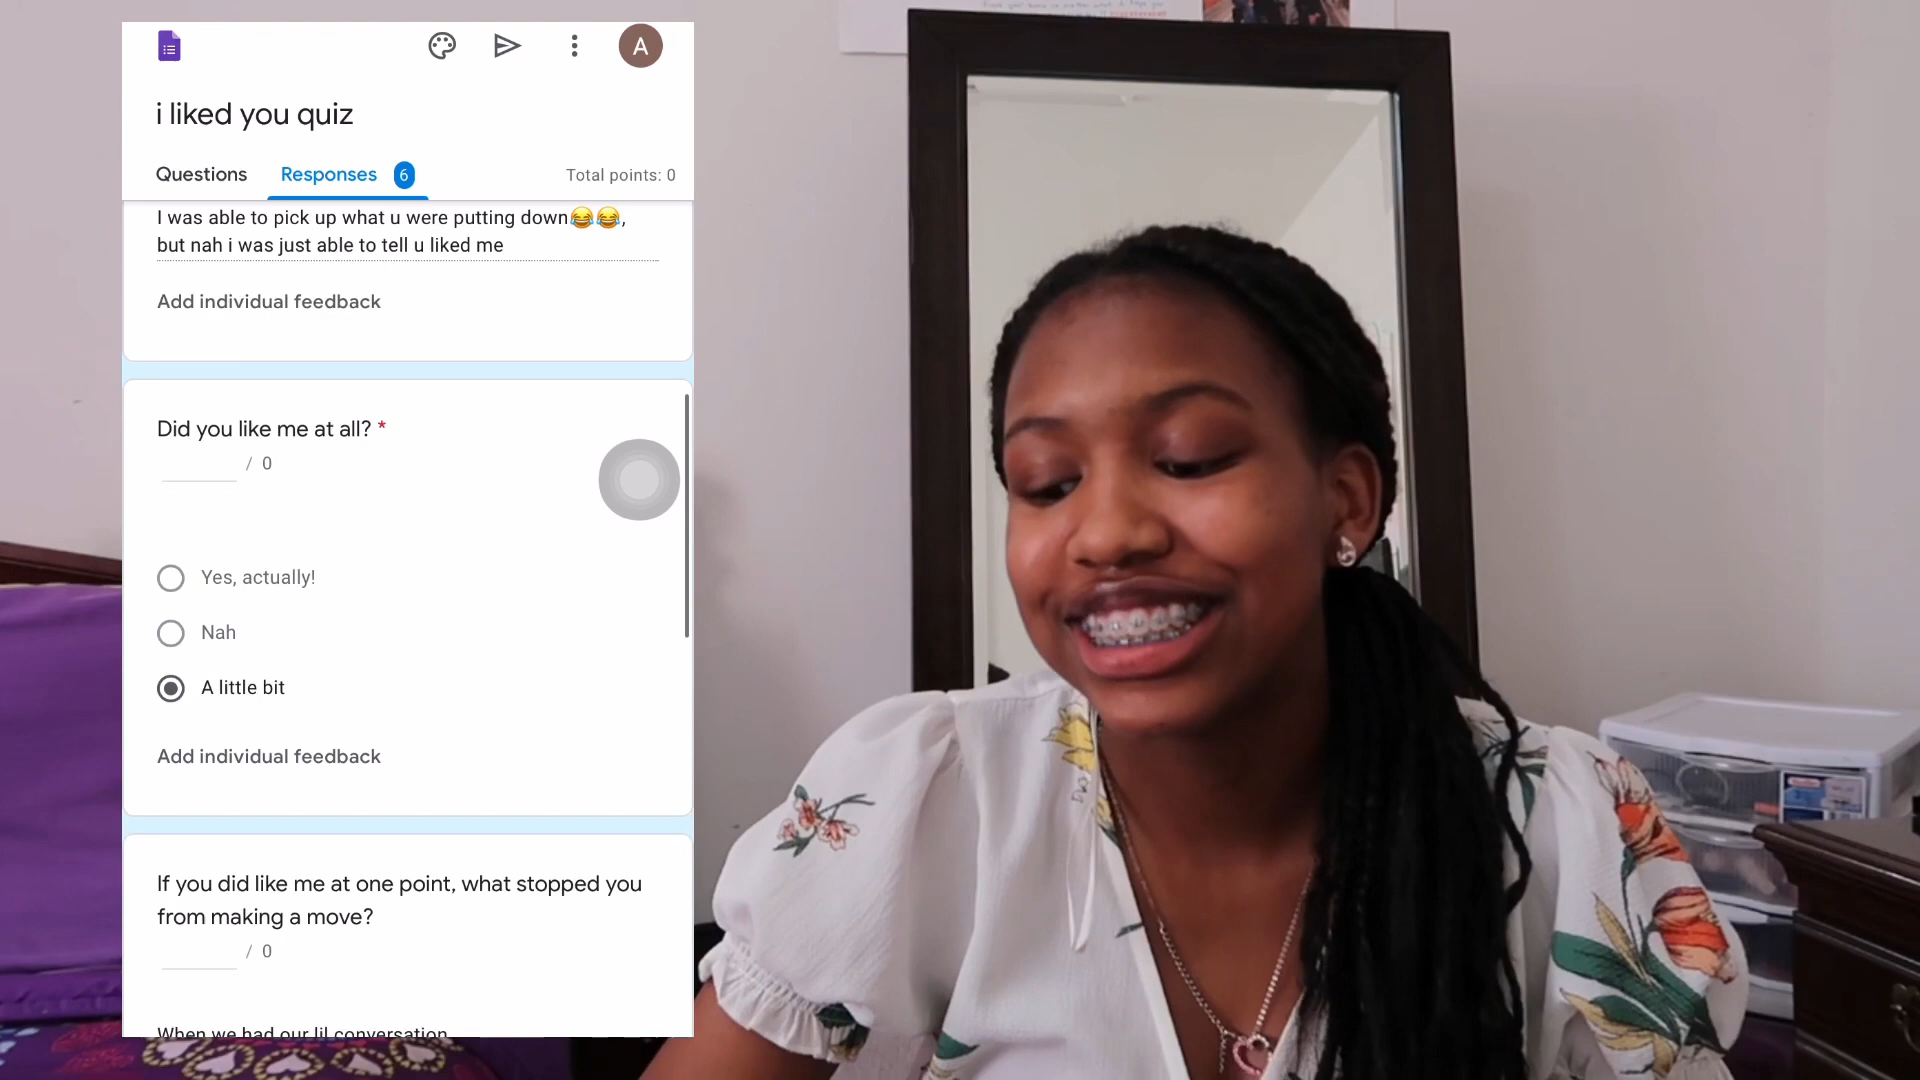 A
i liked you quiz
Questions
Responses
6
Total points: 0
I was able to pick up what u were putting down😂😂,
but nah i was just able to tell u liked me
Add individual feedback
Did you like me at all? *
/ 0
Yes, actually!
Nah
A little bit
Add individual feedback
If you did like me at one point, what stopped you
from making a move?
/ 0
When we had our lil conversation